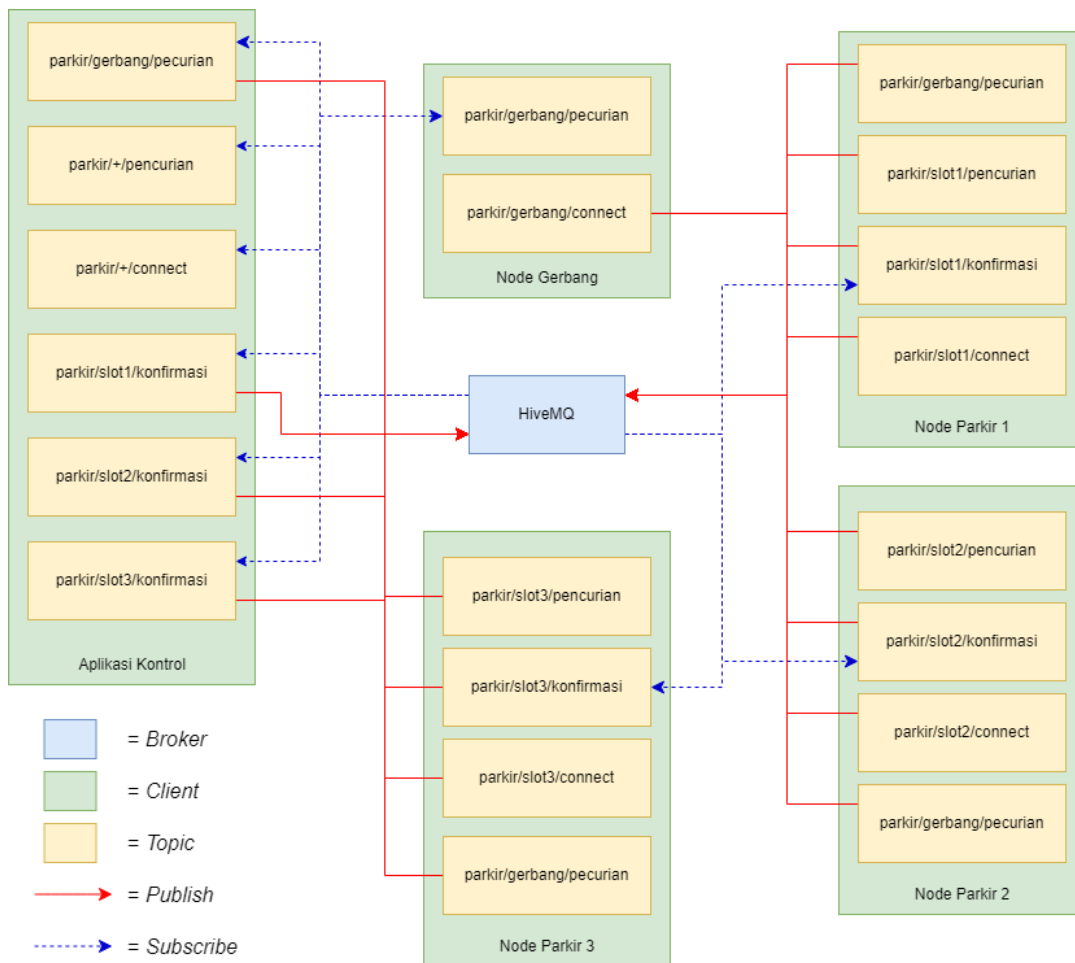 parkir/gerbang/pecurian
parkir/+/pencurian
parkir/+/connect
parkir/slot1/konfirmasi
parkir/slot2/konfirmasi
parkir/slot3/konfirmasi
Aplikasi Kontrol
parkir/gerbang/pecurian
parkir/gerbang/connect
Node Gerbang
HiveMQ
parkir/gerbang/pecurian
parkir/slot1/pencurian
parkir/slot1/konfirmasi
parkir/slot1/connect
Node Parkir 1
parkir/slot3/pencurian
parkir/slot3/konfirmasi
parkir/slot3/connect
parkir/gerbang/pecurian
Node Parkir 3
parkir/slot2/pencurian
parkir/slot2/konfirmasi
parkir/slot2/connect
parkir/gerbang/pecurian
Node Parkir 2
= Broker
= Client
= Topic
= Publish
= Subscribe